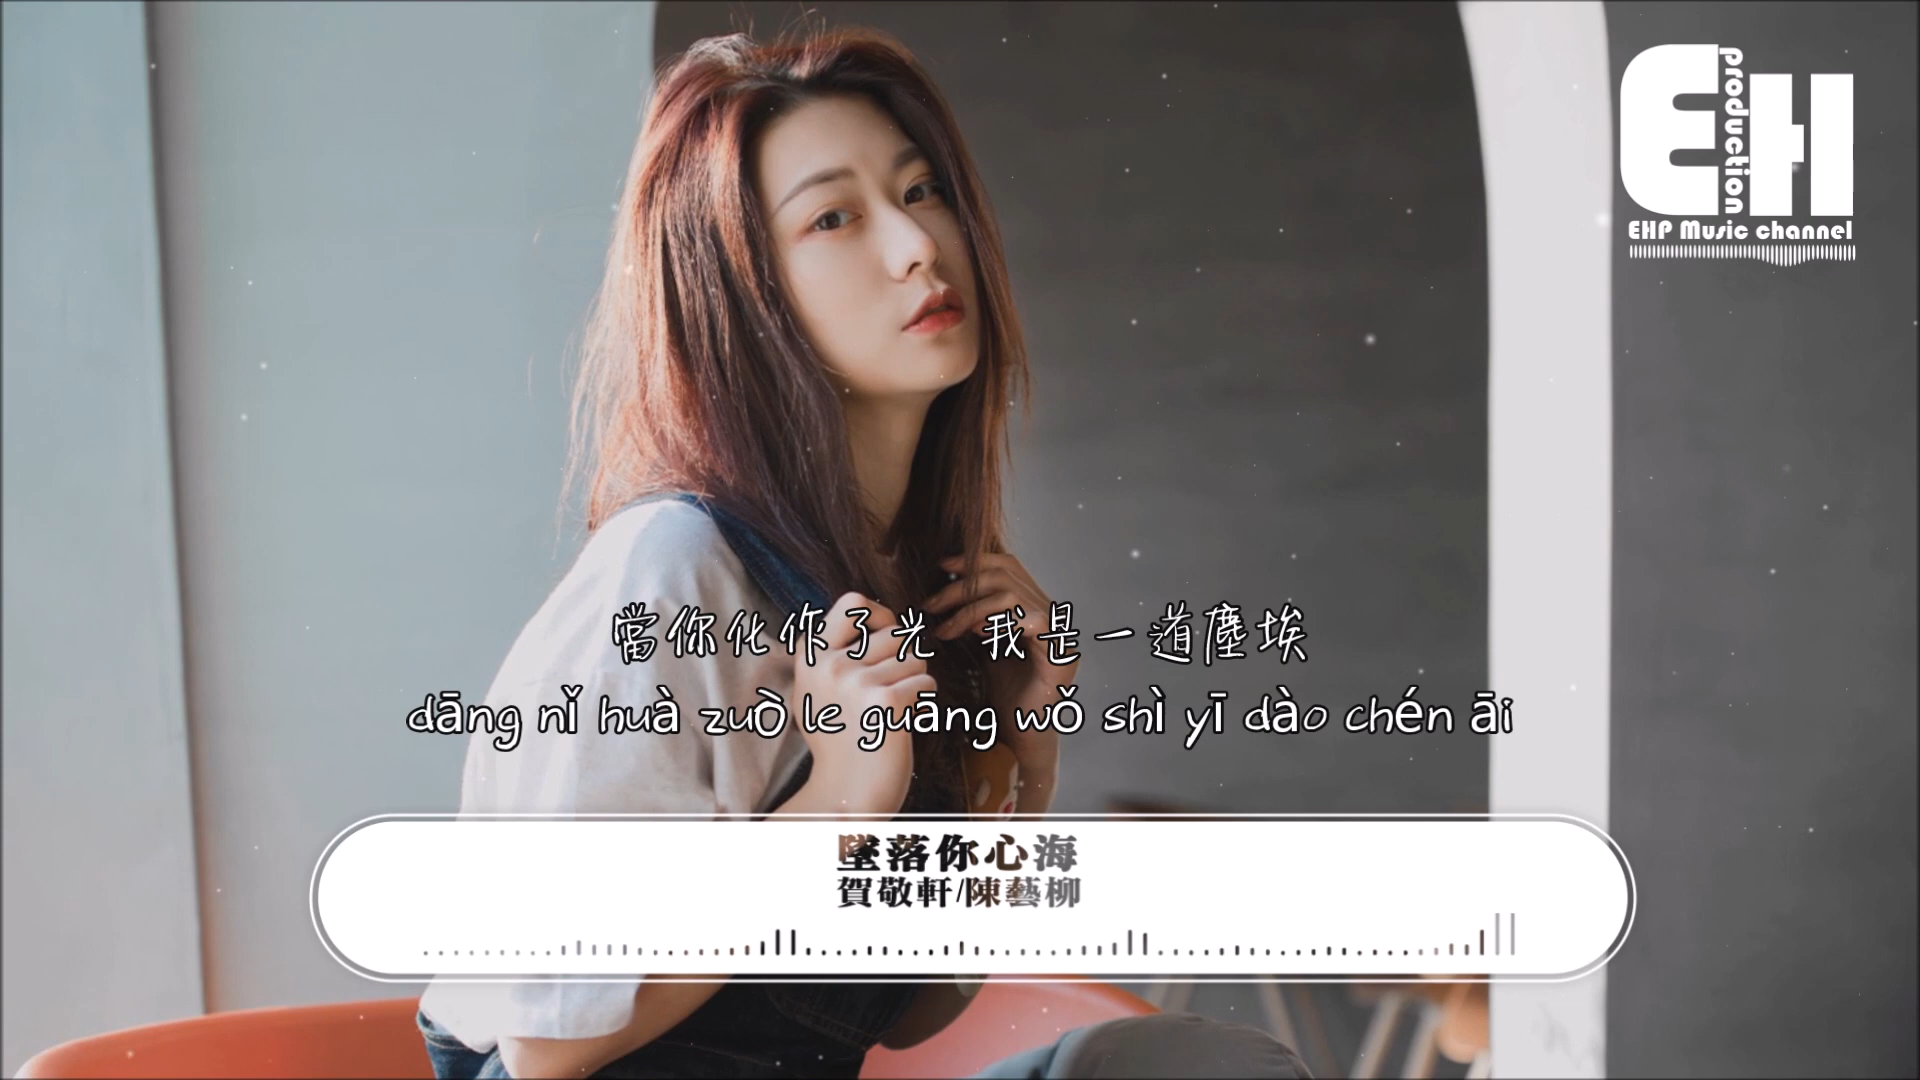 EH
production
EHP Music channel
當你化作了光 我是一道塵埃
dāng nǐ huà zuò le guāng wǒ shì yī dào chén āi
墜落你心海
賀敬軒/陳藝柳